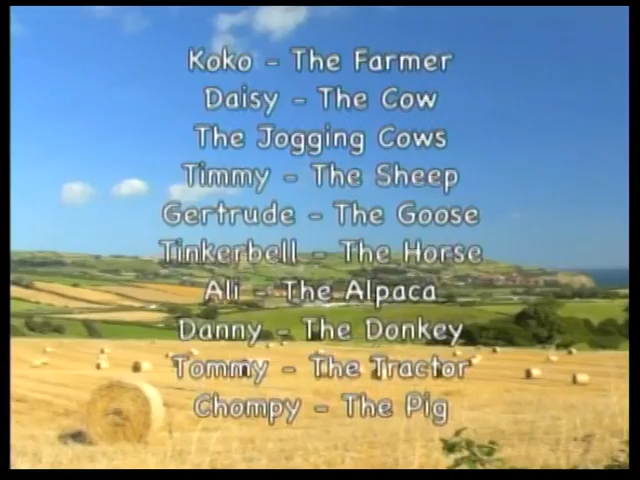 Koko - The Farmer
Daisy - The Cow
The Jogging Cows
Timmy - The Sheep
Gertrude - The Goose
Tinkerbell - The Horse
Ali - The Alpaca
Danny - The Donkey
Tommy - The Tractor
Chompy - The Pig